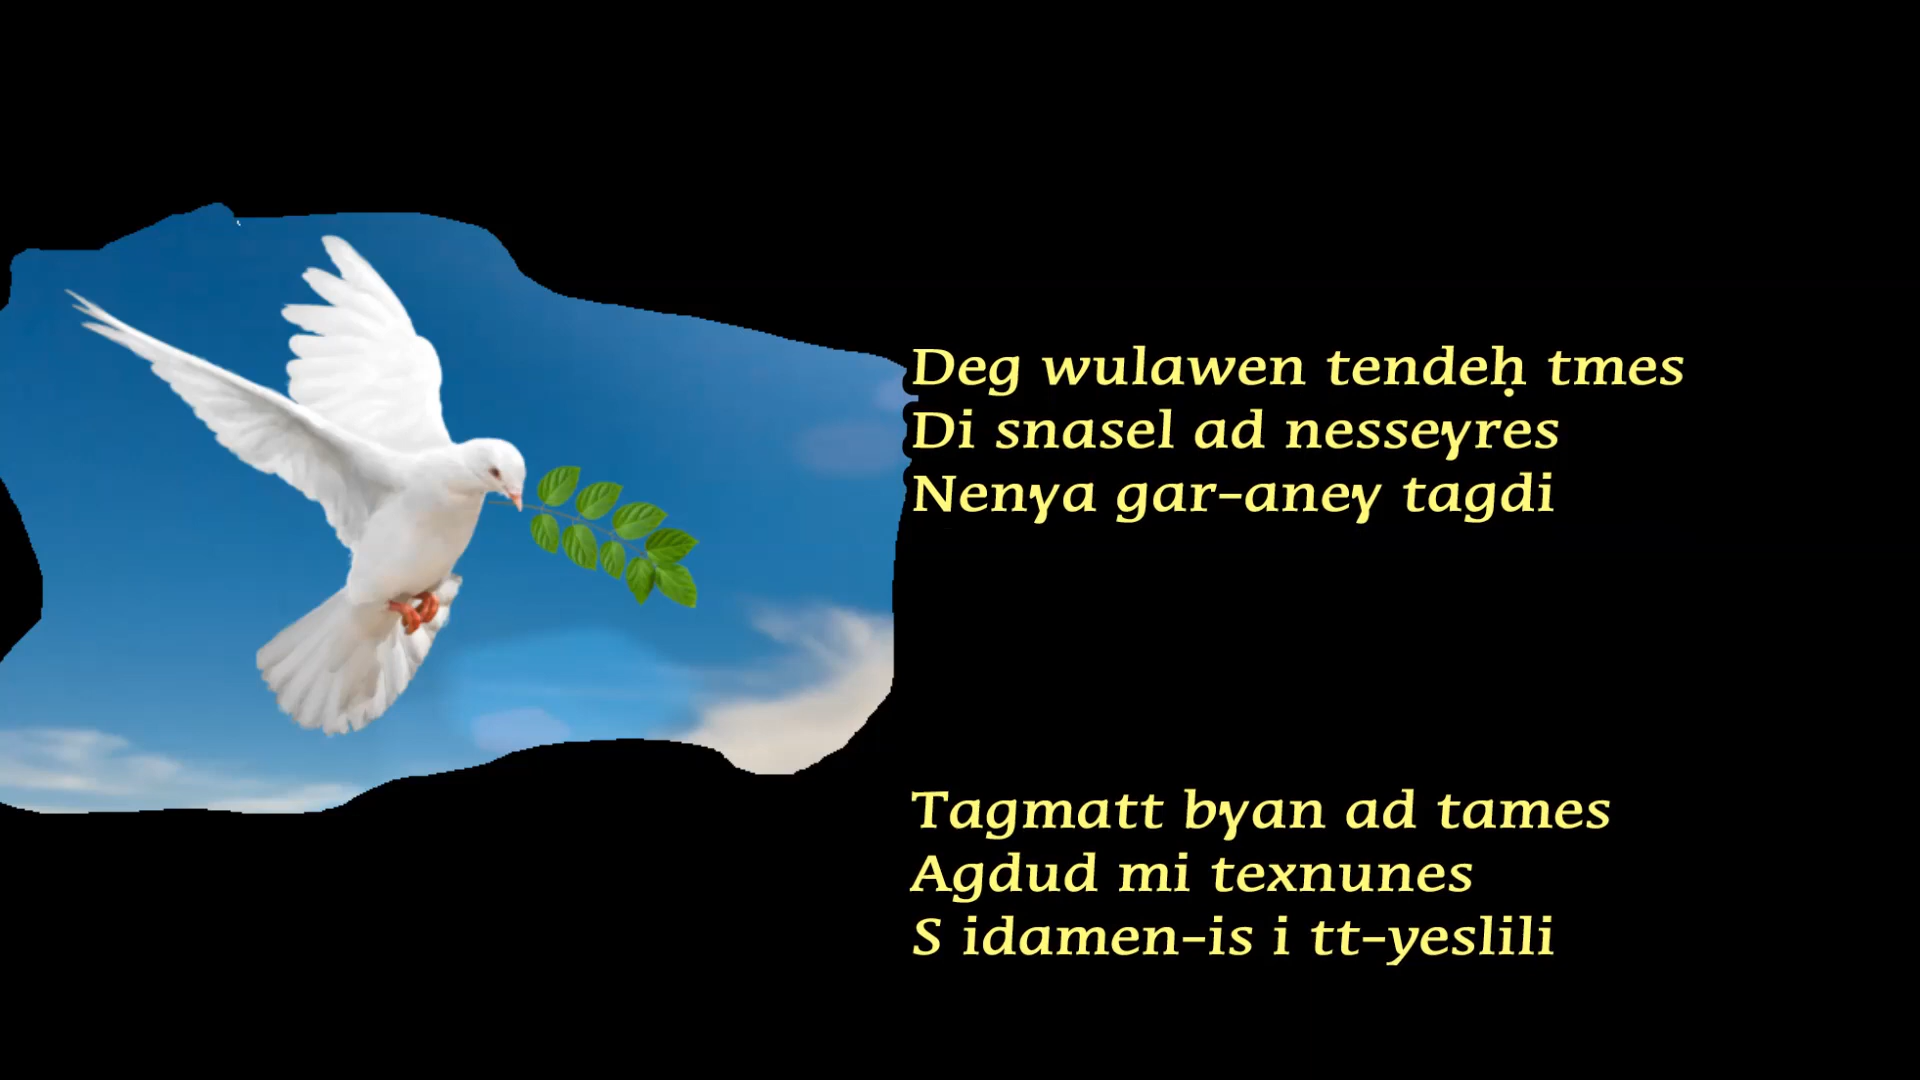 Deg wulawen tendeḥ tmes
Di snasel ad nesseɣres
Nenɣa gar-aneɣ tagdi
Tagmatt bɣan ad tames
Agdud mi texnunes
S idamen-is i tt-yeslili